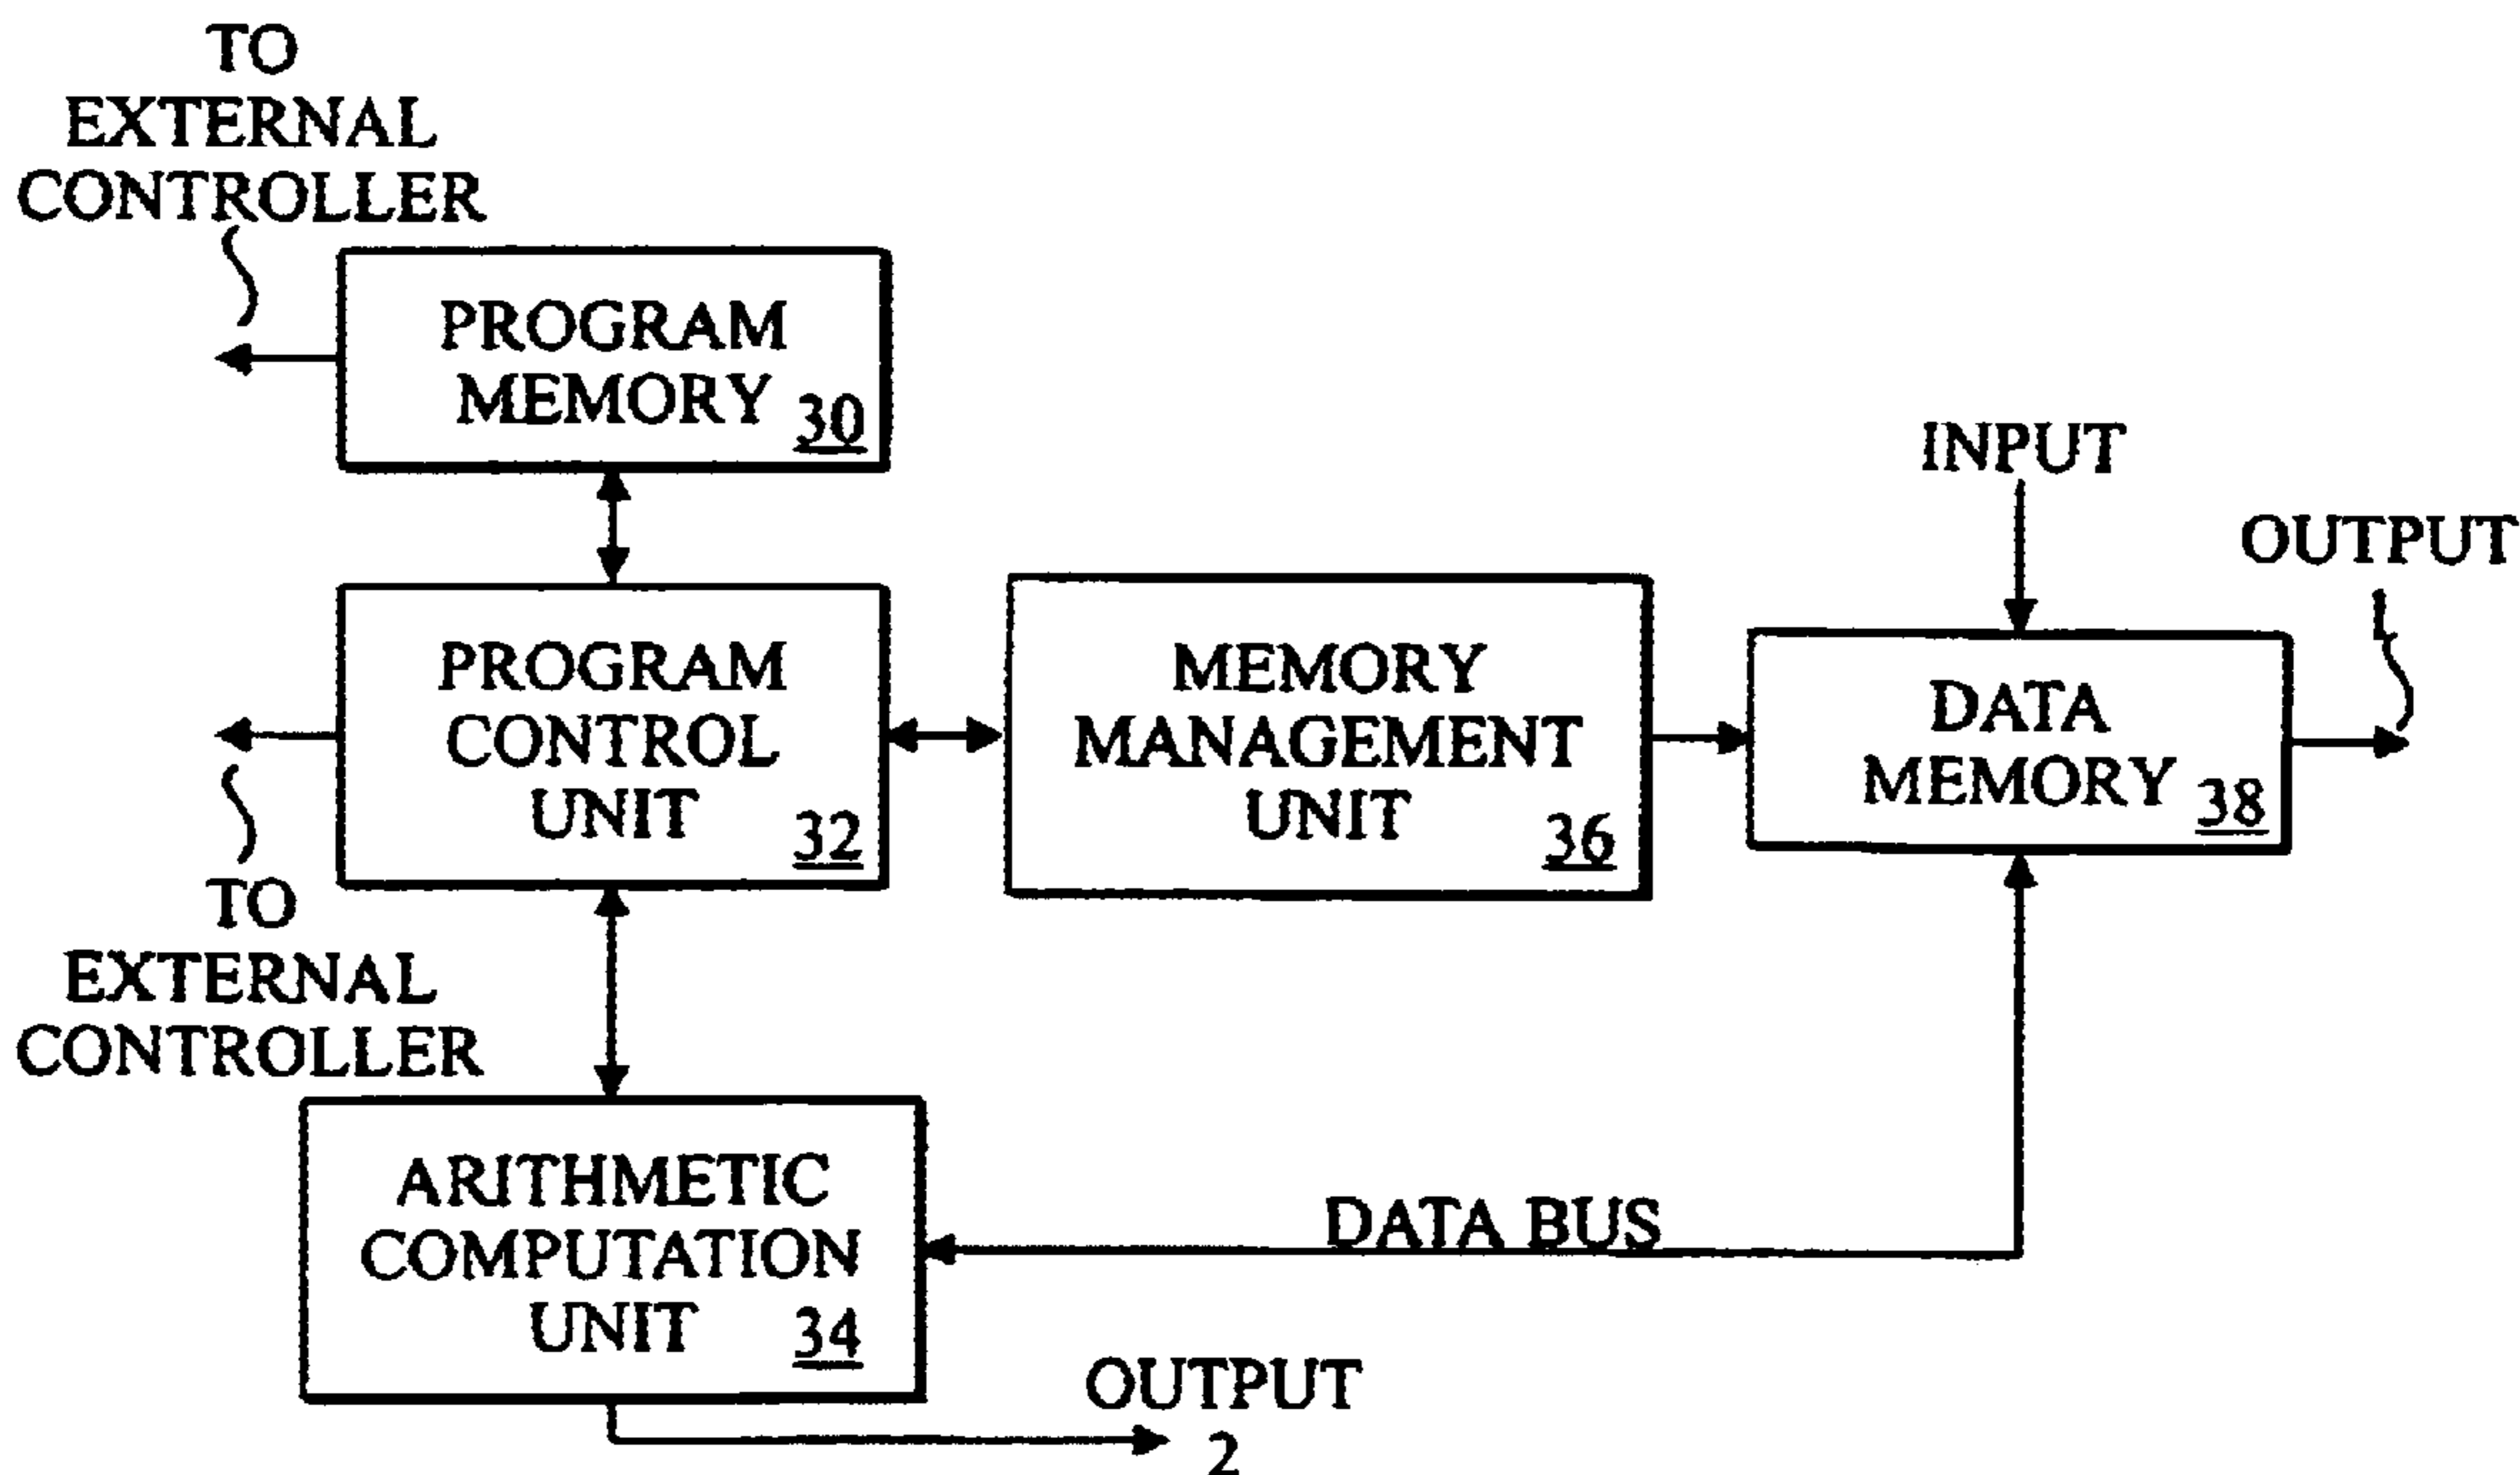 TO
EXTERNAL
CONTROLLER
PROGRAM
MEMORY 30
INPUT
OUTPUT
PROGRAM
CONTROL
UNIT 32
MEMORY
MANAGEMENT
UNIT 36
DATA
MEMORY 38
TO
EXTERNAL
CONTROLLER
ARITHMETIC
COMPUTATION
UNIT 34
DATA BUS
OUTPUT
2